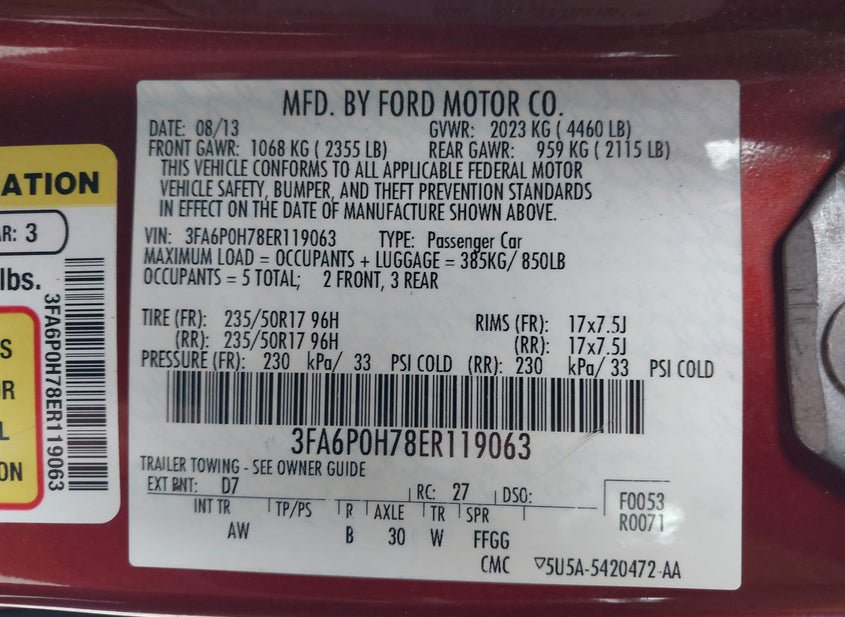 MFD. BY FORD MOTOR CO.
DATE: 08/13 GVWR: 2023 KG ( 4460 LB)
FRONT GAWR: 1068 KG ( 2355 LB) REAR GAWR: 959 KG ( 2115 LB)
THIS VEHICLE CONFORMS TO ALL APPLICABLE FEDERAL MOTOR
VEHICLE SAFETY, BUMPER, AND THEFT PREVENTION STANDARDS
IN EFFECT ON THE DATE OF MANUFACTURE SHOWN ABOVE.
VIN: 3FA6P0H78ER119063 TYPE: Passenger Car
MAXIMUM LOAD = OCCUPANTS + LUGGAGE = 385KG/ 850LB
OCCUPANTS = 5 TOTAL; 2 FRONT, 3 REAR
TIRE (FR): 235/50R17 96H RIMS (FR): 17x7.5J
(RR): 235/50R17 96H (RR): 17x7.5J
PRESSURE (FR): 230 kPa/ 33 PSI COLD (RR): 230 kPa/ 33 PSI COLD
3FA6P0H78ER119063
TRAILER TOWING - SEE OWNER GUIDE
EXT PNT: D7 RC: 27 DSO: F0053
INT TR TP/PS R AXLE TR SPR R0071
AW B 30 W FFGG
CMC ▽5U5A-5420472-AA
ATION
AR: 3
lbs.
3FA6P0H78ER119063
S
OR
L
ON